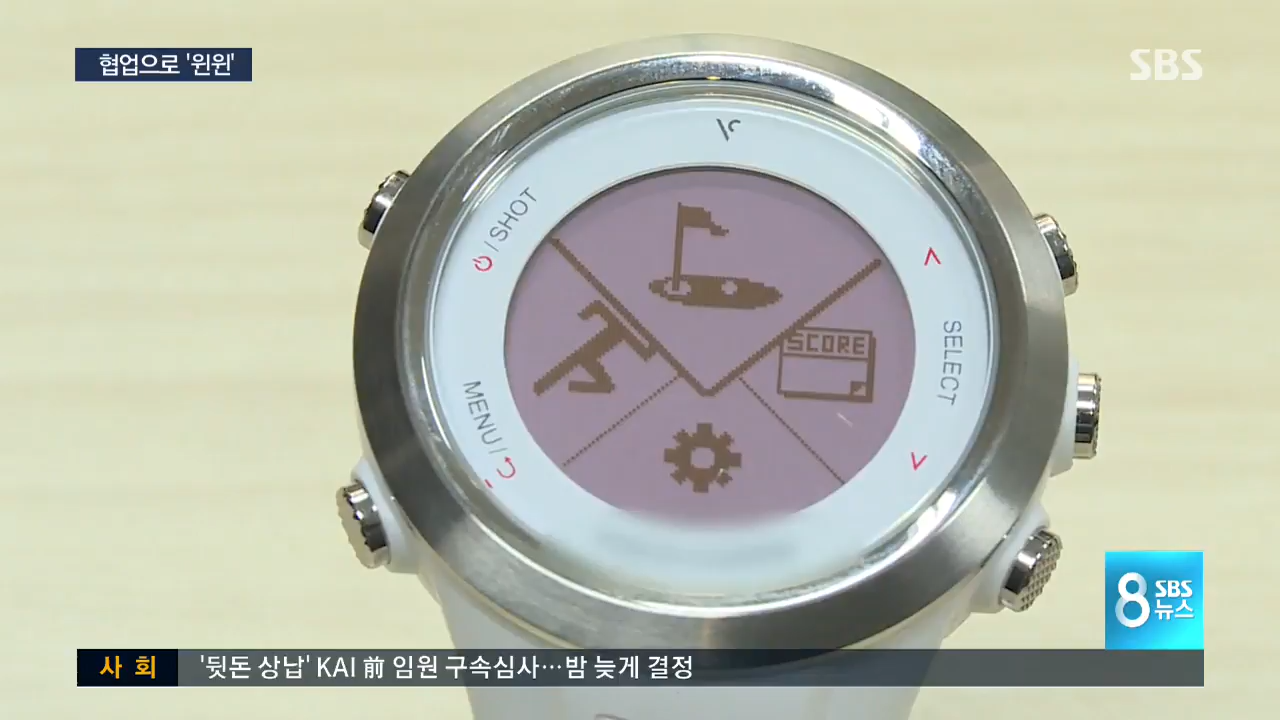 협업으로 '윈윈'
SBS
/SHOT
SELECT
MENU/
SCORE
8 SBS
뉴스
사회
'뒷돈 상납' KAI 前 임원 구속심사…밤 늦게 결정